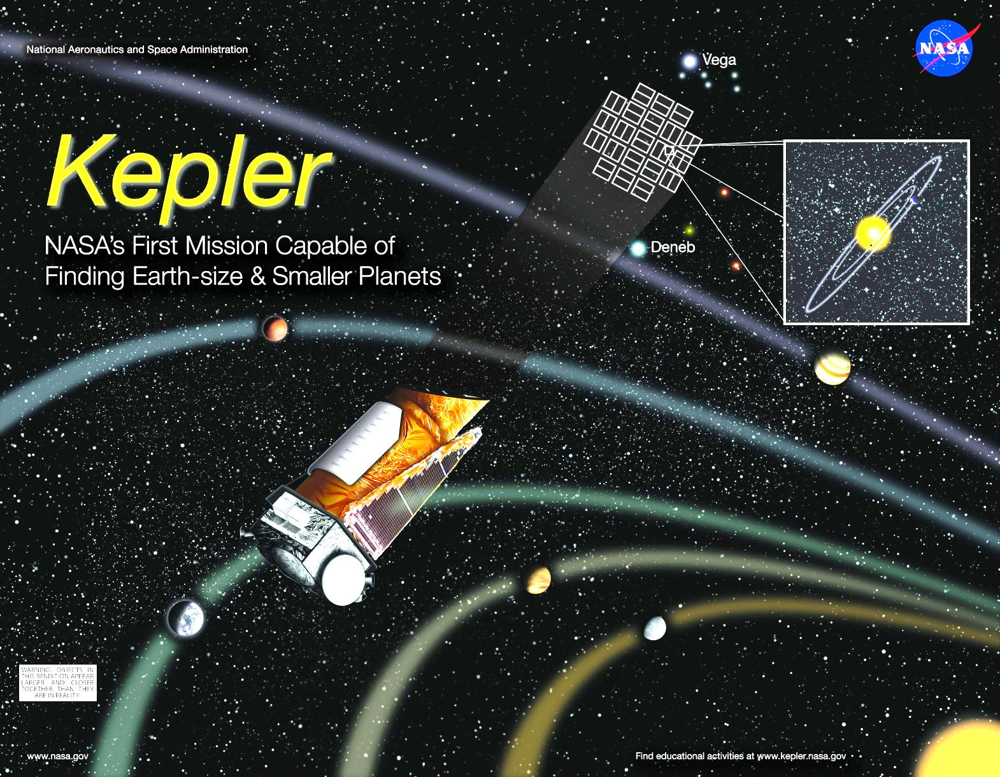 National Aeronautics and Space Administration
NASA
Vega
Kepler
NASA's First Mission Capable of
Finding Earth-size & Smaller Planets
Deneb
WARNING: OBJECTS IN
THIS RENDITION APPEAR
LARGER AND CLOSER
TOGETHER THAN THEY
ARE IN REALITY.
www.nasa.gov
Find educational activities at www.kepler.nasa.gov